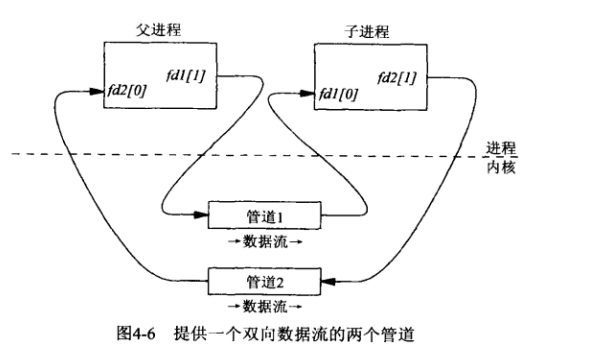 父进程
子进程
fd1[1]
fd2[0]
fd2[1]
fd1[0]
进程
内核
管道1
→数据流→
管道2
→数据流→
图4-6 提供一个双向数据流的两个管道